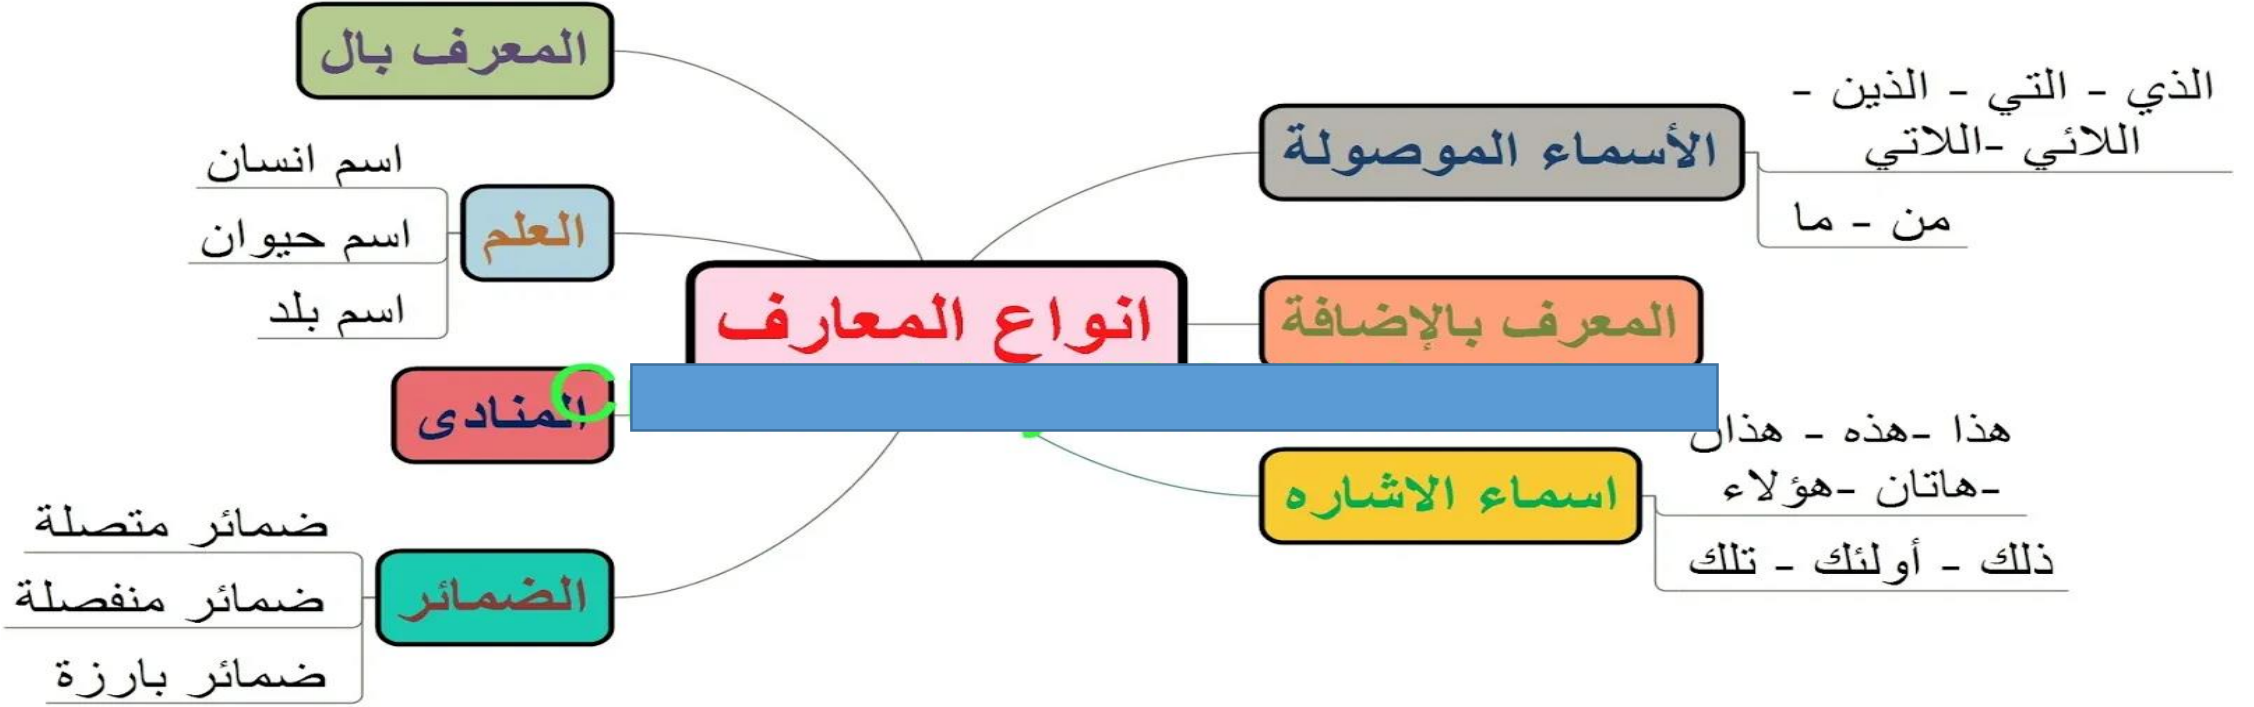 انواع المعارف
الأسماء الموصولة
الذي - التي - الذين -
اللائي -اللاتي
من - ما
المعرف بالإضافة
اسماء الاشاره
هذا -هذه - هذان
-هاتان -هؤلاء
ذلك - أولئك - تلك
المعرف بال
العلم
اسم انسان
اسم حيوان
اسم بلد
المنادى
الضمائر
ضمائر متصلة
ضمائر منفصلة
ضمائر بارزة